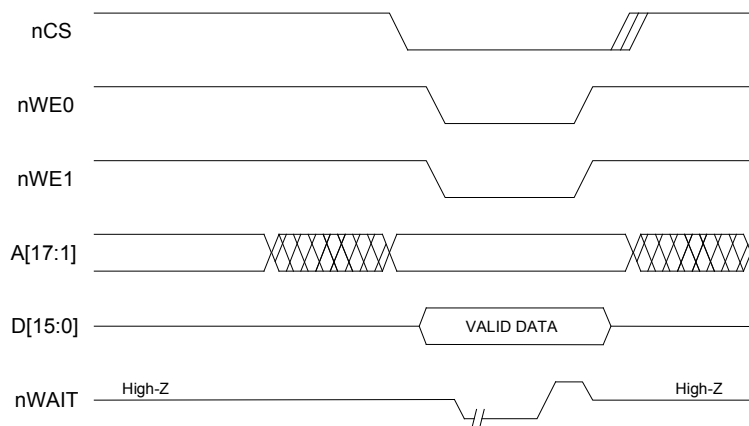 nCS
nWE0
nWE1
A[17:1]
D[15:0]
VALID DATA
nWAIT
High-Z
High-Z